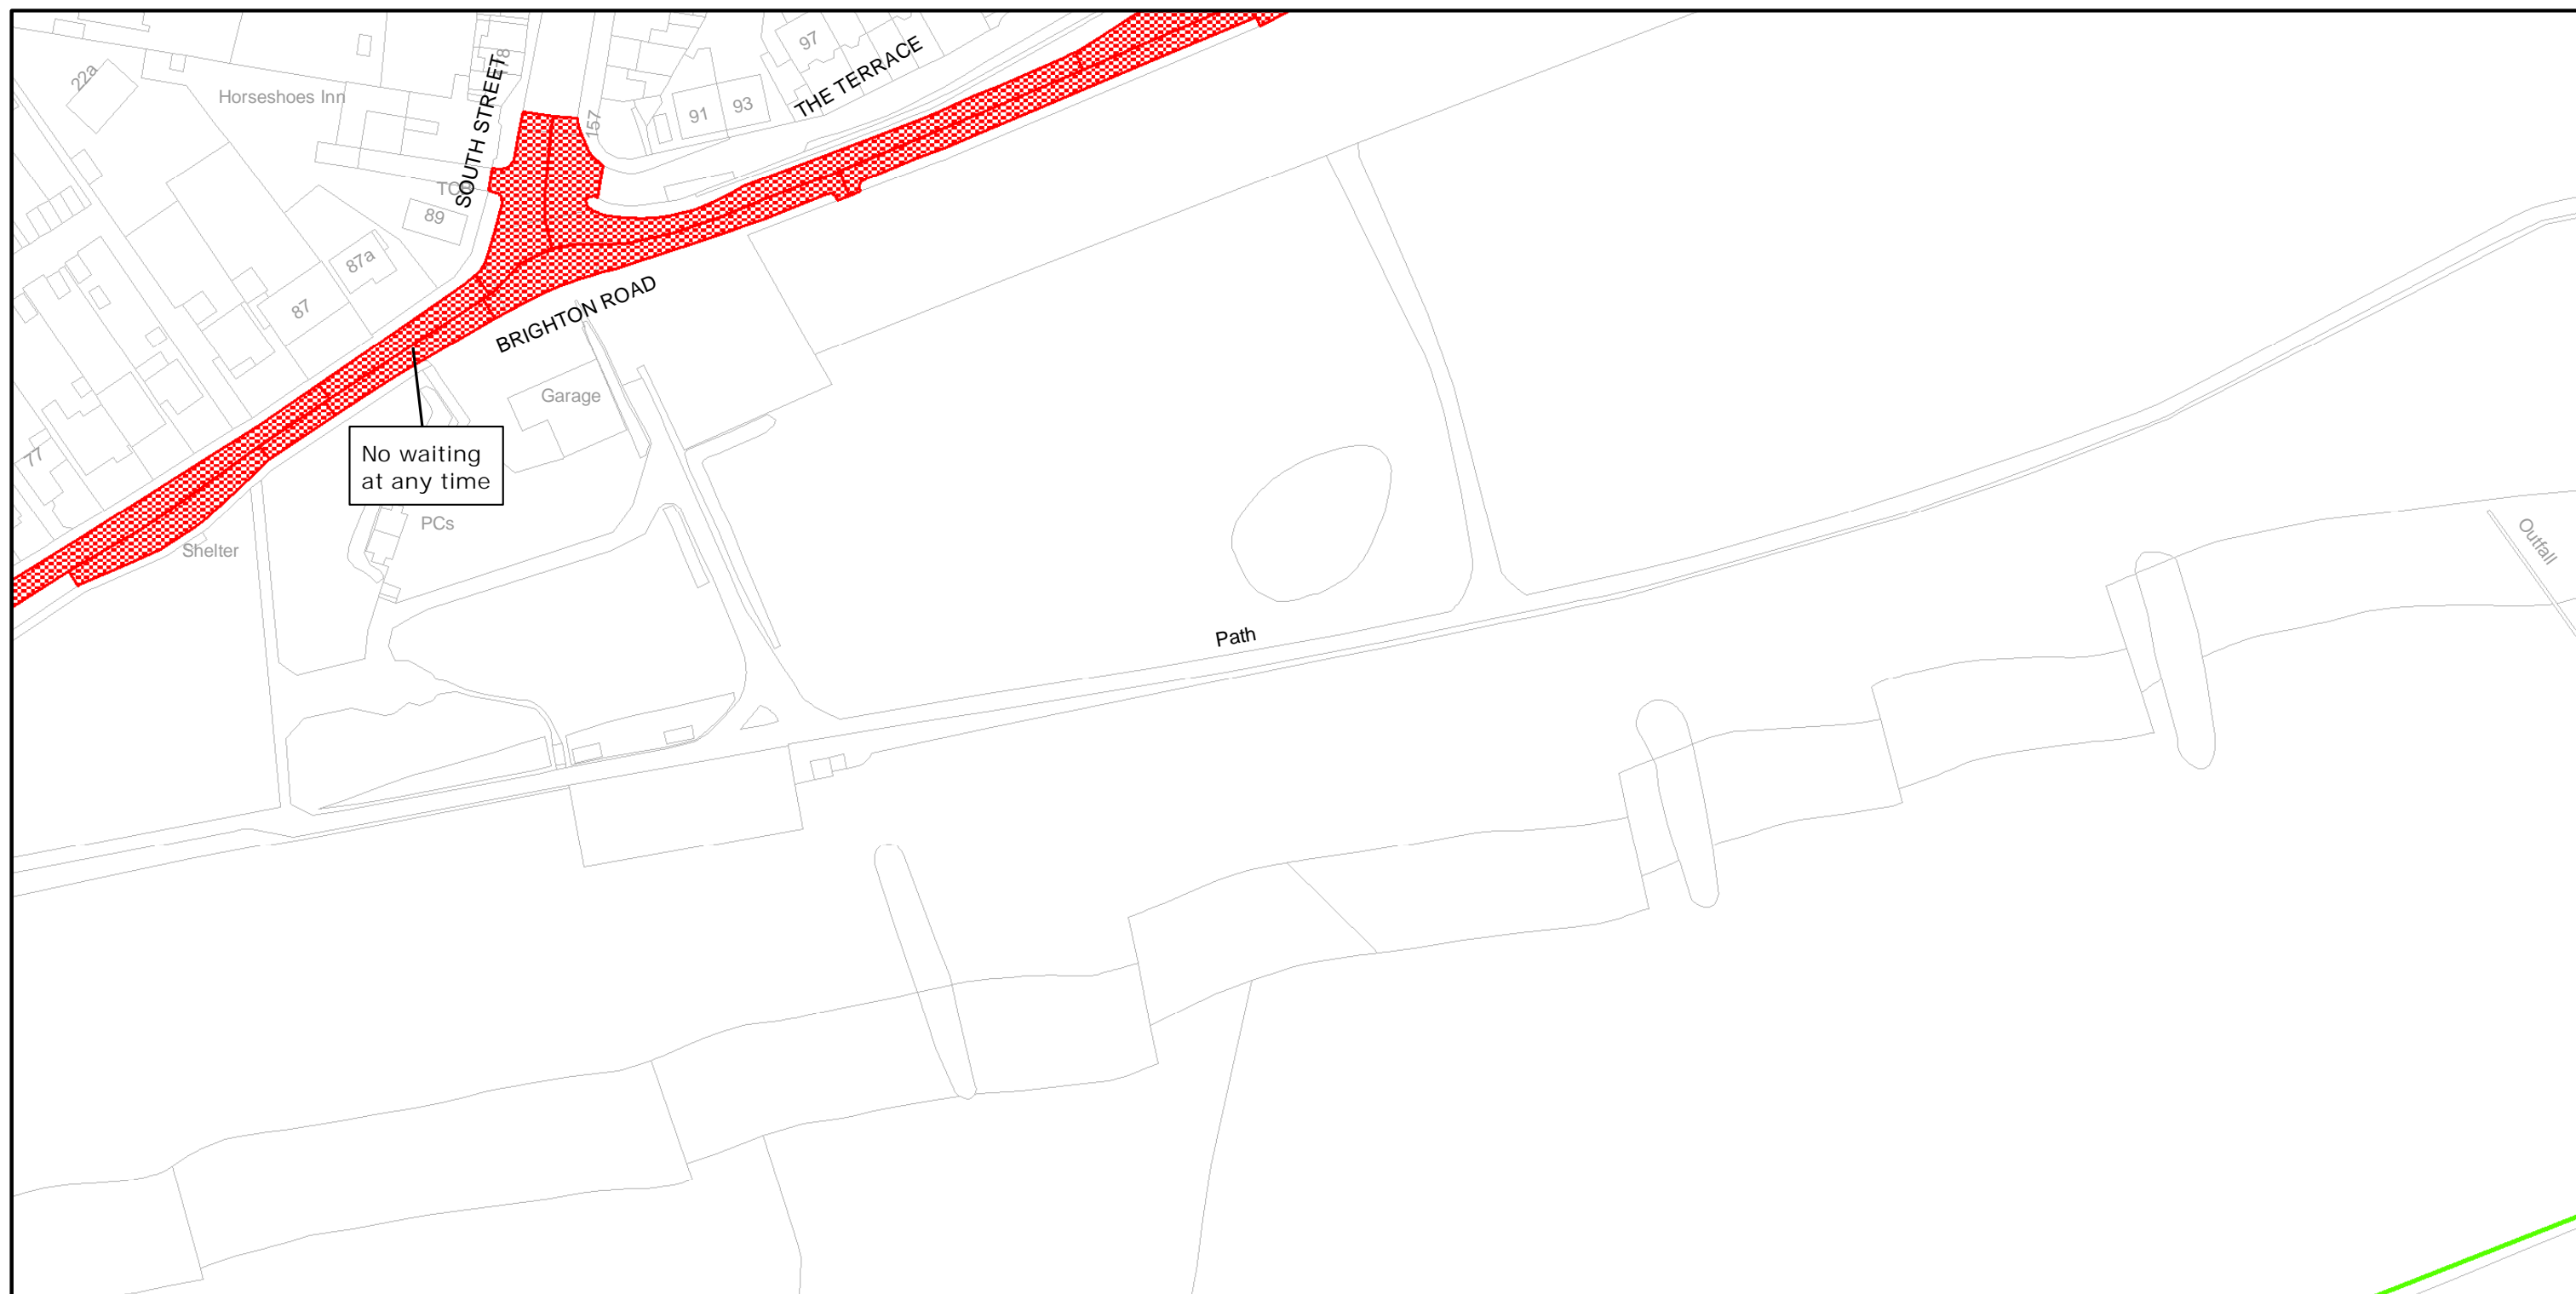 22a
Horseshoes Inn
178
SOUTH STREET
157
97
THE TERRACE
91
93
89
87a
87
BRIGHTON ROAD
Garage
77
No waiting
at any time
PCs
Shelter
Path
Outfall